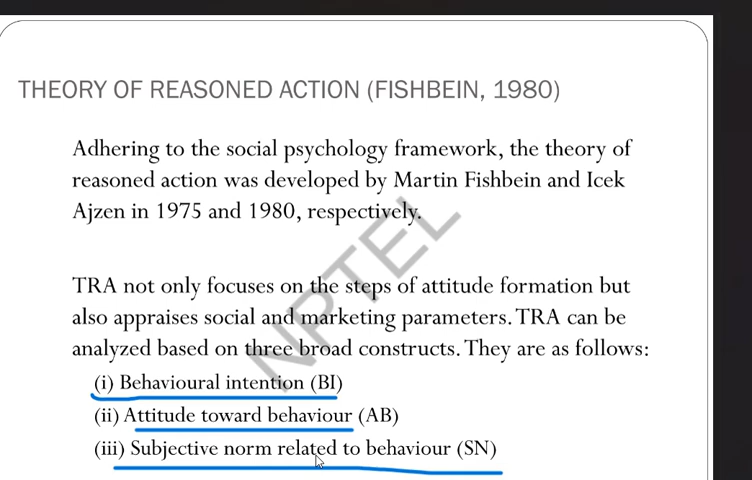 THEORY OF REASONED ACTION (FISHBEIN, 1980)
Adhering to the social psychology framework, the theory of
reasoned action was developed by Martin Fishbein and Icek
Ajzen in 1975 and 1980, respectively.
TRA not only focuses on the steps of attitude formation but
also appraises social and marketing parameters. TRA can be
analyzed based on three broad constructs. They are as follows:
(i) Behavioural intention (BI)
(ii) Attitude toward behaviour (AB)
(iii) Subjective norm related to behaviour (SN)
NPTEL